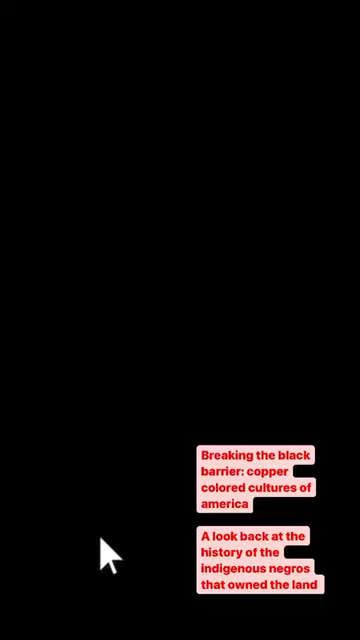 Breaking the black
barrier: copper
colored cultures of
america
A look back at the
history of the
indigenous negros
that owned the land